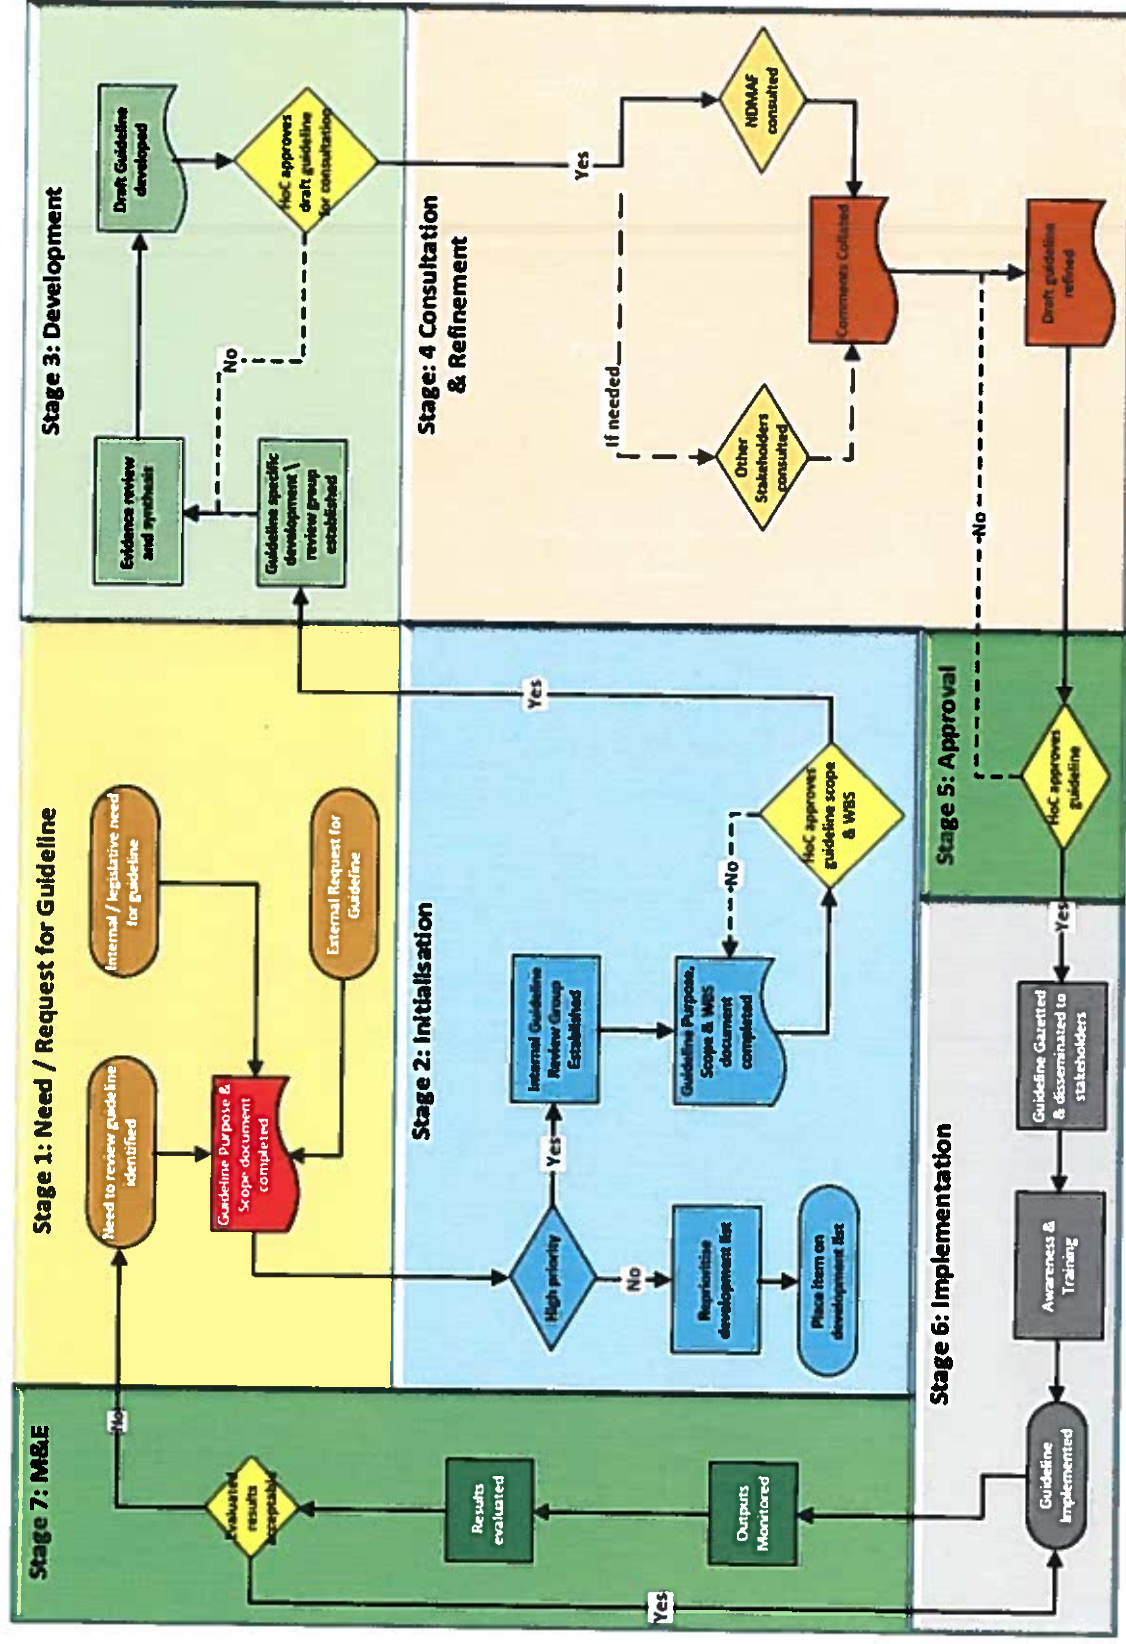 Stage 7: M&E
Evaluated
results
acceptable
No
Yes
Results
evaluated
Outputs
Monitored
Stage 1: Need / Request for Guideline
Need to review guideline
identified
Internal / legislative need
for guideline
Guideline Purpose &
Scope document
completed
External Request for
Guideline
Stage 2: Initialisation
High priority
Yes
No
Internal Guideline
Review Group
Established
Reprioritise
development list
Place item on
development list
Guideline Purpose,
Scope & WBS
document
completed
No
HoC approves
guideline scope
& WBS
Yes
Stage 3: Development
Evidence review
and synthesis
Guideline specific
development \
review group
established
Draft Guideline
developed
HoC approves
draft guideline
for consultation
No
Yes
Stage: 4 Consultation
& Refinement
If needed
Other
Stakeholders
consulted
NDMAF
consulted
Comments Collated
Draft guideline
refined
No
Stage 5: Approval
HoC approves
guideline
Yes
Stage 6: Implementation
Guideline Gazetted
& disseminated to
stakeholders
Awareness &
Training
Guideline
Implemented